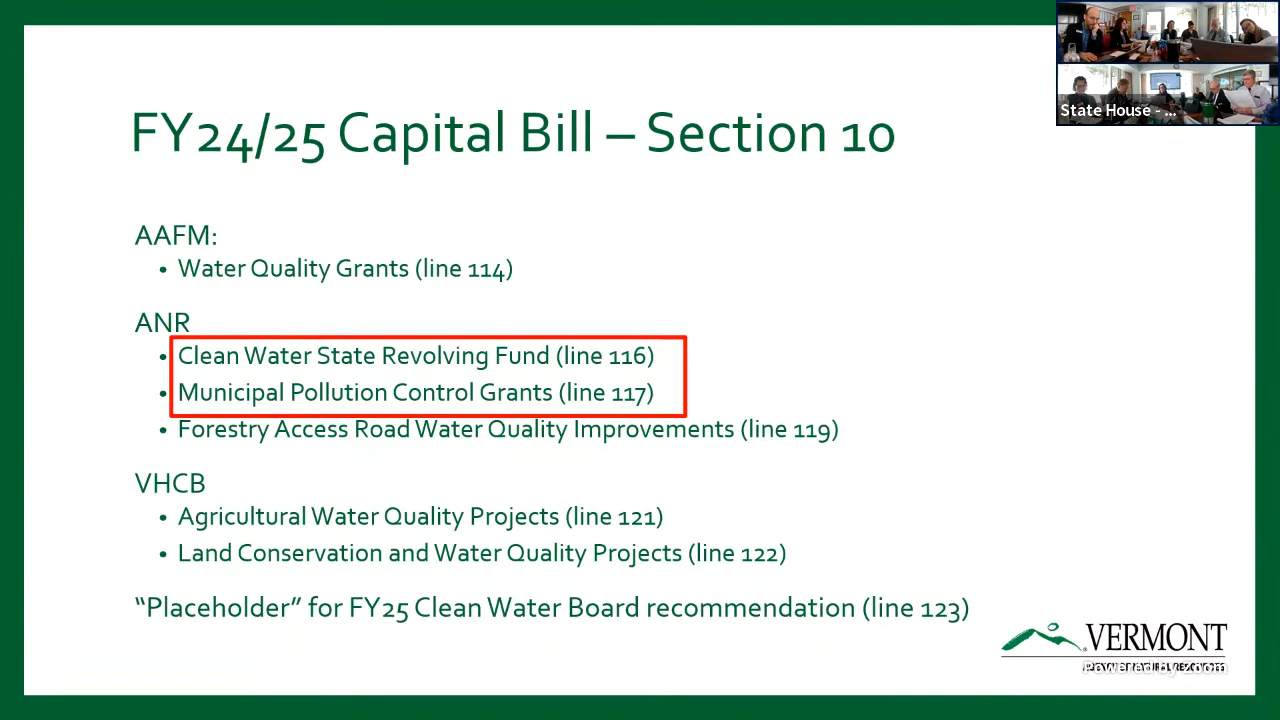 FY24/25 Capital Bill – Section 10
State House - ...
AAFM:
• Water Quality Grants (line 114)
ANR
• Clean Water State Revolving Fund (line 116)
• Municipal Pollution Control Grants (line 117)
• Forestry Access Road Water Quality Improvements (line 119)
VHCB
• Agricultural Water Quality Projects (line 121)
• Land Conservation and Water Quality Projects (line 122)
“Placeholder” for FY25 Clean Water Board recommendation (line 123)
VERMONT
Powered by Zoom